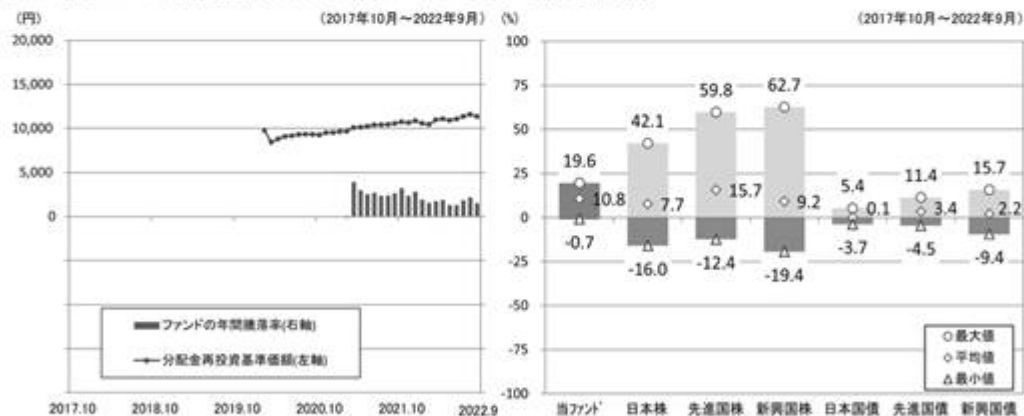 (円)
(2017年10月～2022年9月)
20,000
15,000
10,000
5,000
0
ファンドの年間騰落率(右軸)
分配金再投資基準価額(左軸)
2017.10 2018.10 2019.10 2020.10 2021.10 2022.9
(%)
(2017年10月～2022年9月)
100
75
50
25
0
-25
-50
-75
-100
19.6 42.1 59.8 62.7 5.4 11.4 15.7
10.8 7.7 15.7 9.2 0.1 3.4 2.2
-0.7 -16.0 -12.4 -19.4 -3.7 -4.5 -9.4
最大値
平均値
最小値
当ファンド 日本株 先進国株 新興国株 日本国債 先進国債 新興国債